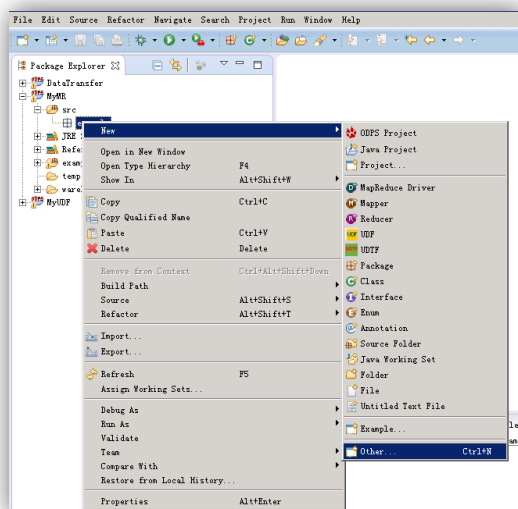 File Edit Source Refactor Navigate Search Project Run Window Help
Package Explorer
DataTransfer
MyMR
src
JRE
Refe
exam
temp
ware
MyUDF
New
Open in New Window
Open Type Hierarchy F4
Show In Alt+Shift+W
Copy Ctrl+C
Copy Qualified Name
Paste Ctrl+V
Delete Delete
Remove from Context Ctrl+Alt+Shift+Down
Build Path
Source Alt+Shift+S
Refactor Alt+Shift+T
Import...
Export...
Refresh F5
Assign Working Sets...
Debug As
Run As
Validate
Team
Compare With
Restore from Local History...
Properties Alt+Enter
ODPS Project
Java Project
Project...
MapReduce Driver
Mapper
Reducer
UDF UDF
UDTF
Package
Class
Interface
Enum
Annotation
Source Folder
Java Working Set
Folder
File
Untitled Text File
Example...
Other... Ctrl+N
le
am